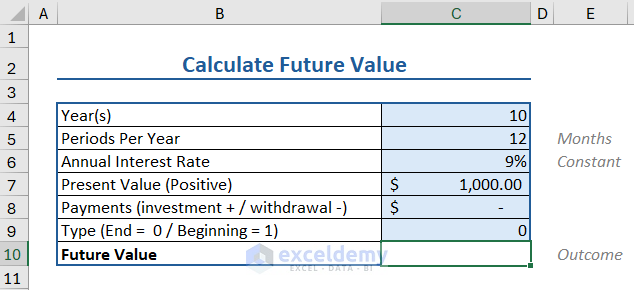 A B C D E
1
2 Calculate Future Value
3
4 Year(s) 10
5 Periods Per Year 12 Months
6 Annual Interest Rate 9% Constant
7 Present Value (Positive) $ 1,000.00
8 Payments (investment + / withdrawal -) $ -
9 Type (End = 0 / Beginning = 1) 0
10 Future Value exceldemy Outcome
EXCEL - DATA - BI
11